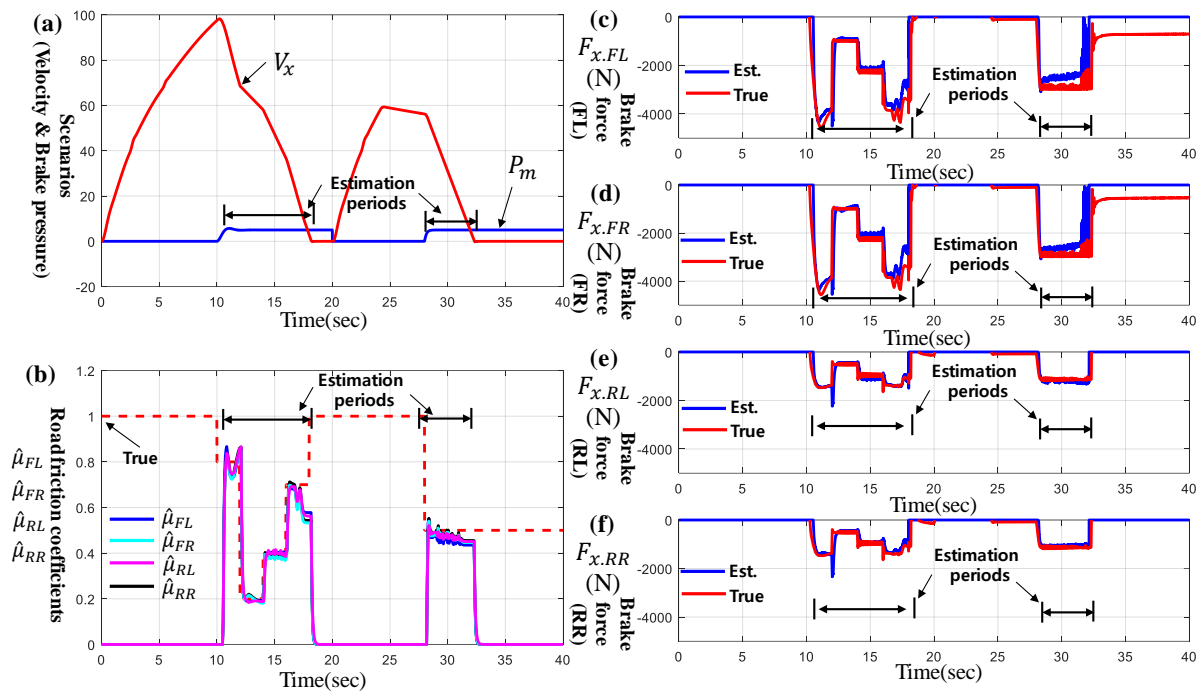 (a)
Scenarios
(Velocity & Brake pressure)
100
80
60
40
20
0
-20
V_x
P_m
Estimation
periods
0 5 10 15 20 25 30 35 40
Time(sec)
(b)
Road friction coefficients
μ̂_FL
μ̂_FR
μ̂_RL
μ̂_RR
1.2
1
0.8
0.6
0.4
0.2
0
True
Estimation
periods
μ̂_FL
μ̂_FR
μ̂_RL
μ̂_RR
0 5 10 15 20 25 30 35 40
Time(sec)
(c)
F_x.FL
(N)
Brake
force
(FL)
0
-2000
-4000
Est.
True
Estimation
periods
0 5 10 15 20 25 30 35 40
Time(sec)
(d)
F_x.FR
(N)
Brake
force
(FR)
0
-2000
-4000
Est.
True
Estimation
periods
0 5 10 15 20 25 30 35 40
Time(sec)
(e)
F_x.RL
(N)
Brake
force
(RL)
0
-2000
-4000
Est.
True
Estimation
periods
0 5 10 15 20 25 30 35 40
Time(sec)
(f)
F_x.RR
(N)
Brake
force
(RR)
0
-2000
-4000
Est.
True
Estimation
periods
0 5 10 15 20 25 30 35 40
Time(sec)